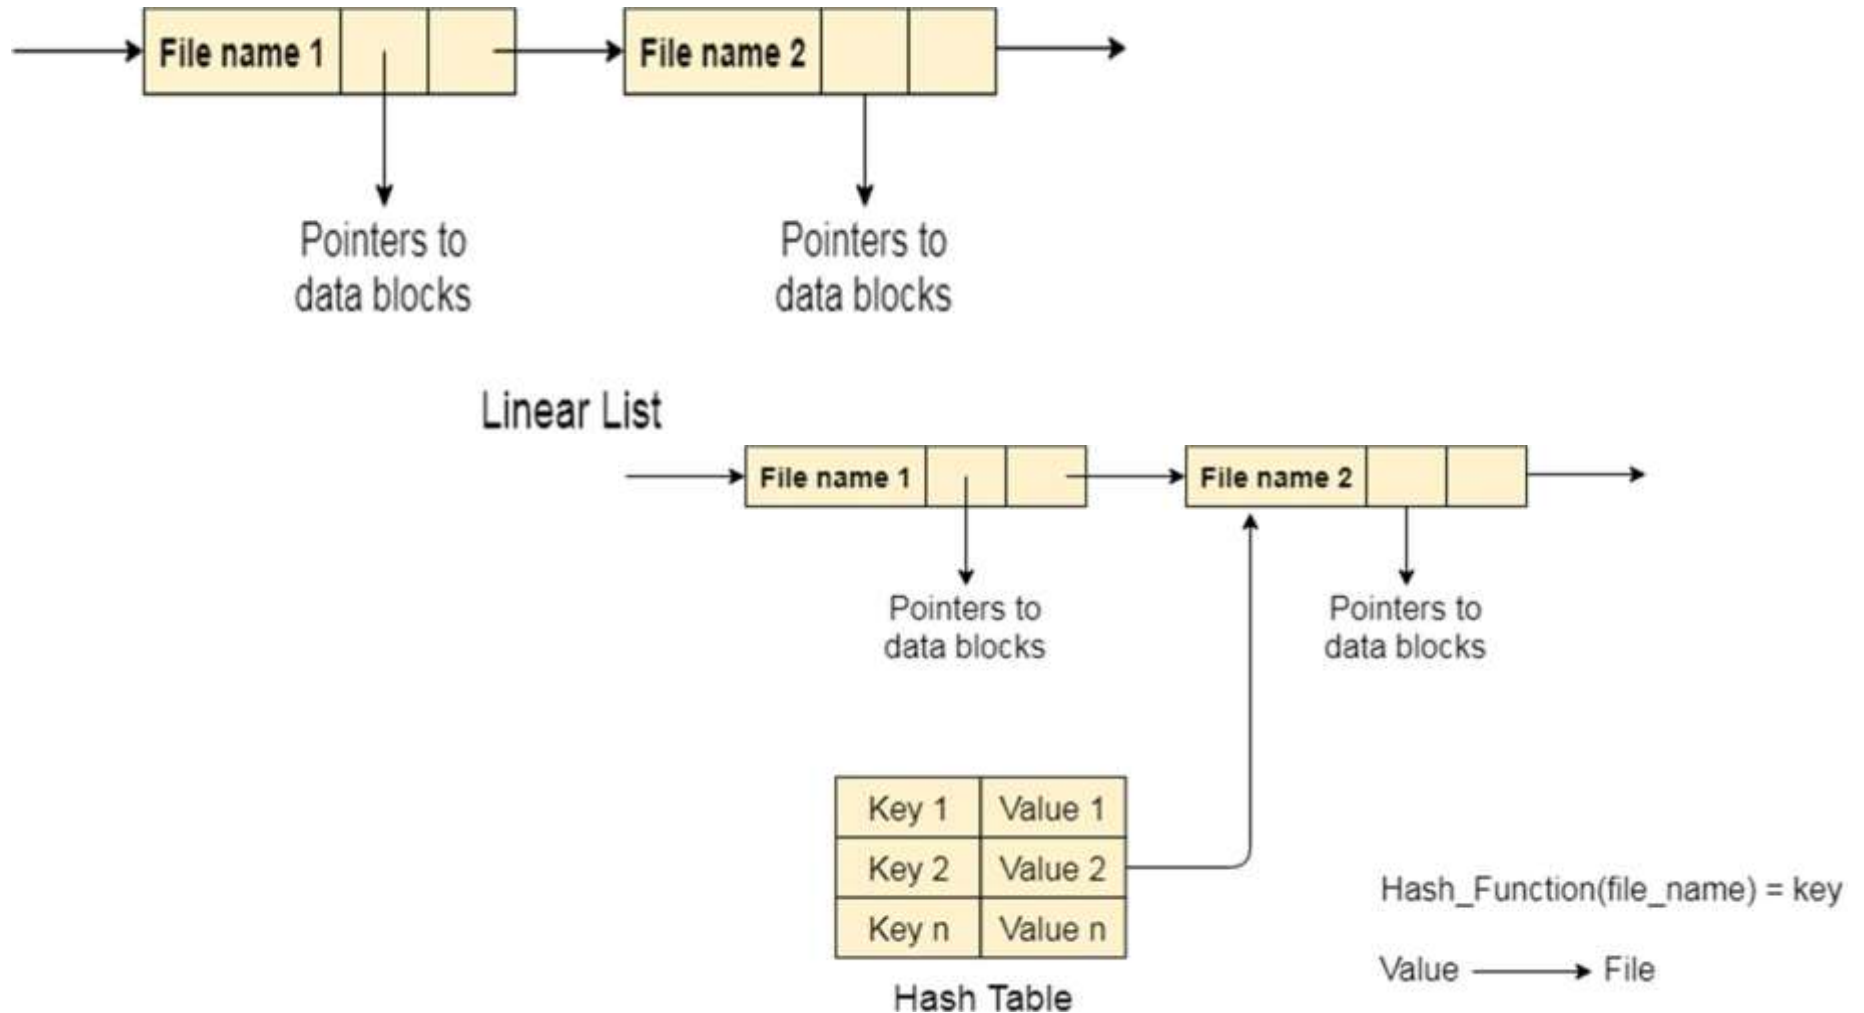 File name 1
File name 2
Pointers to
data blocks
Pointers to
data blocks
Linear List
File name 1
File name 2
Pointers to
data blocks
Pointers to
data blocks
Key 1 Value 1
Key 2 Value 2
Key n Value n
Hash Table
Hash_Function(file_name) = key
Value File